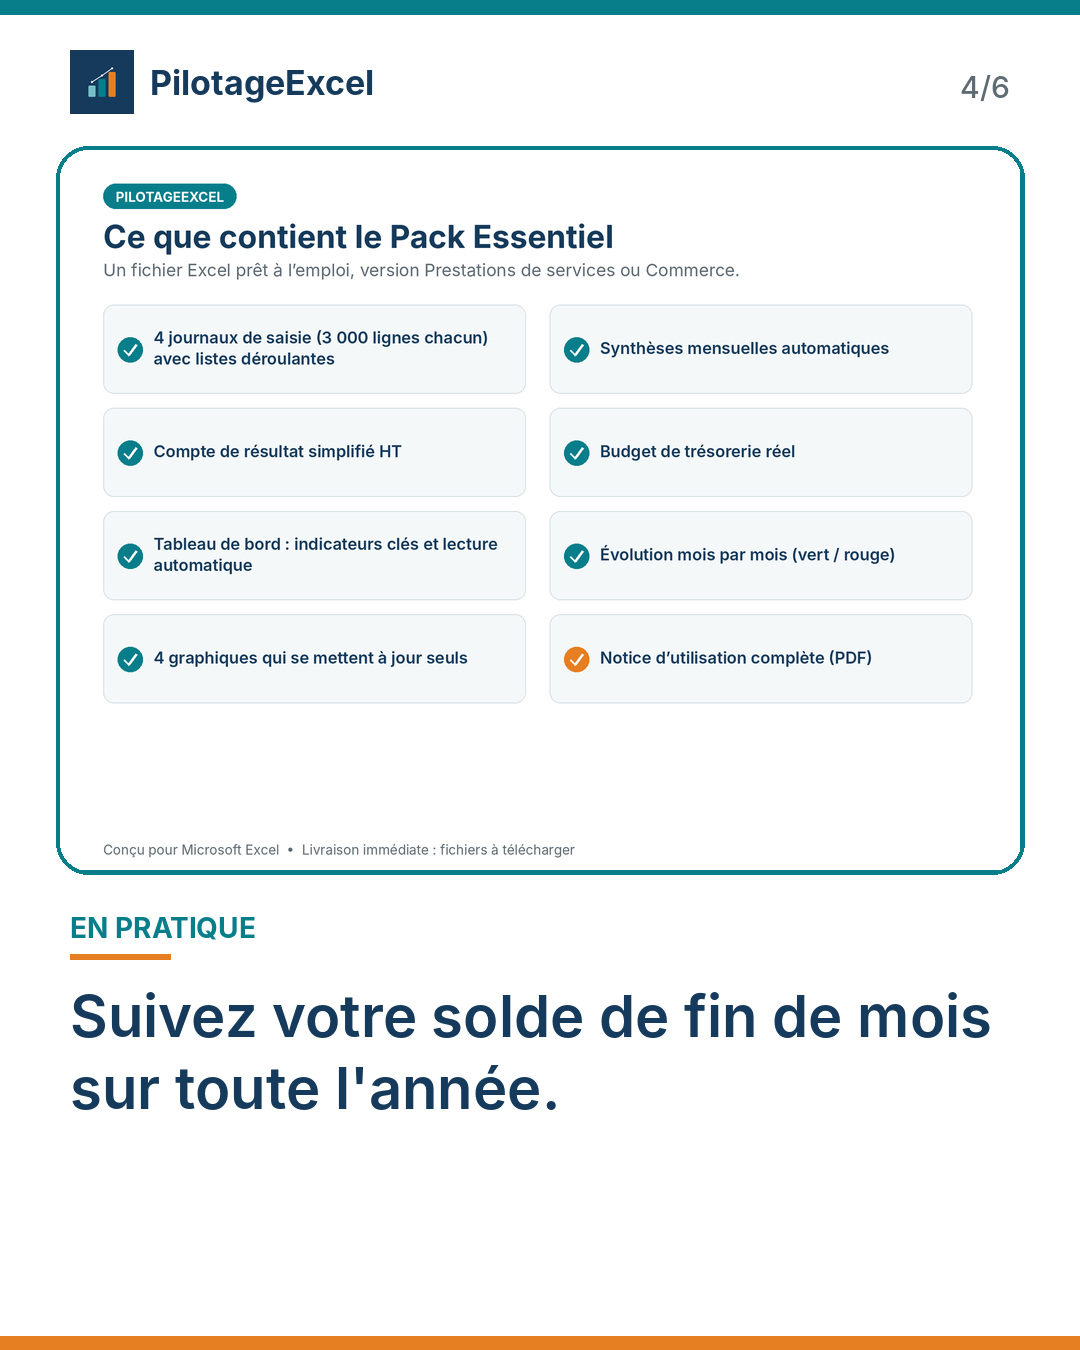 PilotageExcel
4/6
PILOTAGEEXCEL
Ce que contient le Pack Essentiel
Un fichier Excel prêt à l’emploi, version Prestations de services ou Commerce.
4 journaux de saisie (3 000 lignes chacun)
avec listes déroulantes
Synthèses mensuelles automatiques
Compte de résultat simplifié HT
Budget de trésorerie réel
Tableau de bord : indicateurs clés et lecture
automatique
Évolution mois par mois (vert / rouge)
4 graphiques qui se mettent à jour seuls
Notice d’utilisation complète (PDF)
Conçu pour Microsoft Excel • Livraison immédiate : fichiers à télécharger
EN PRATIQUE
Suivez votre solde de fin de mois
sur toute l'année.